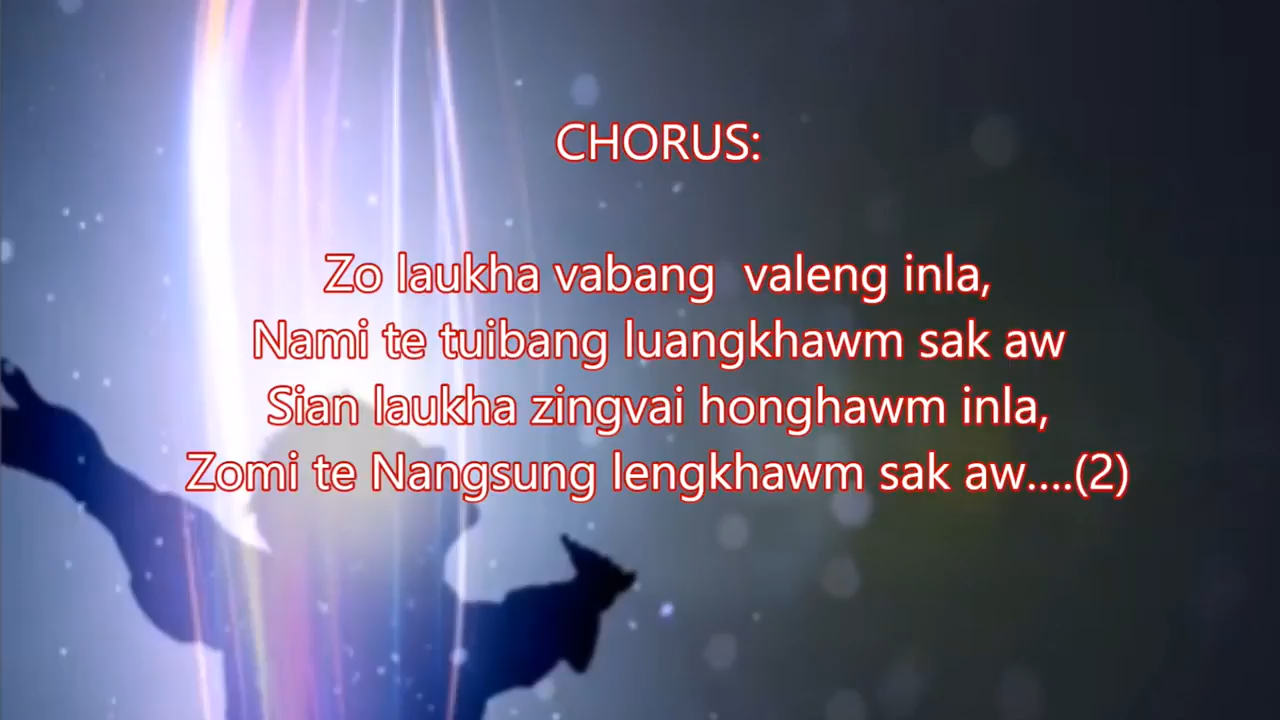 CHORUS:
Zo laukha vabang valeng inla,
Nami te tuibang luangkhawm sak aw
Sian laukha zingvai honghawm inla,
Zomi te Nangsung lengkhawm sak aw....(2)